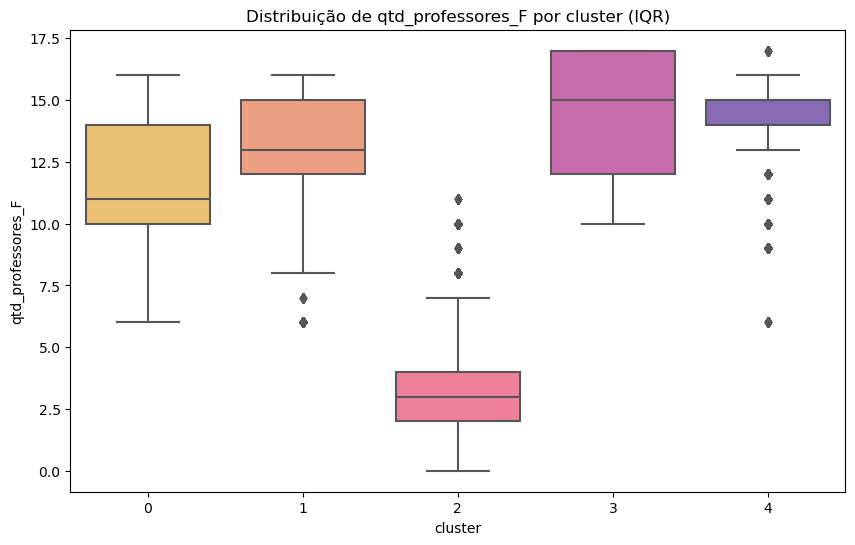 Distribuição de qtd_professores_F por cluster (IQR)
qtd_professores_F
17.5
15.0
12.5
10.0
7.5
5.0
2.5
0.0
0 1 2 3 4
cluster